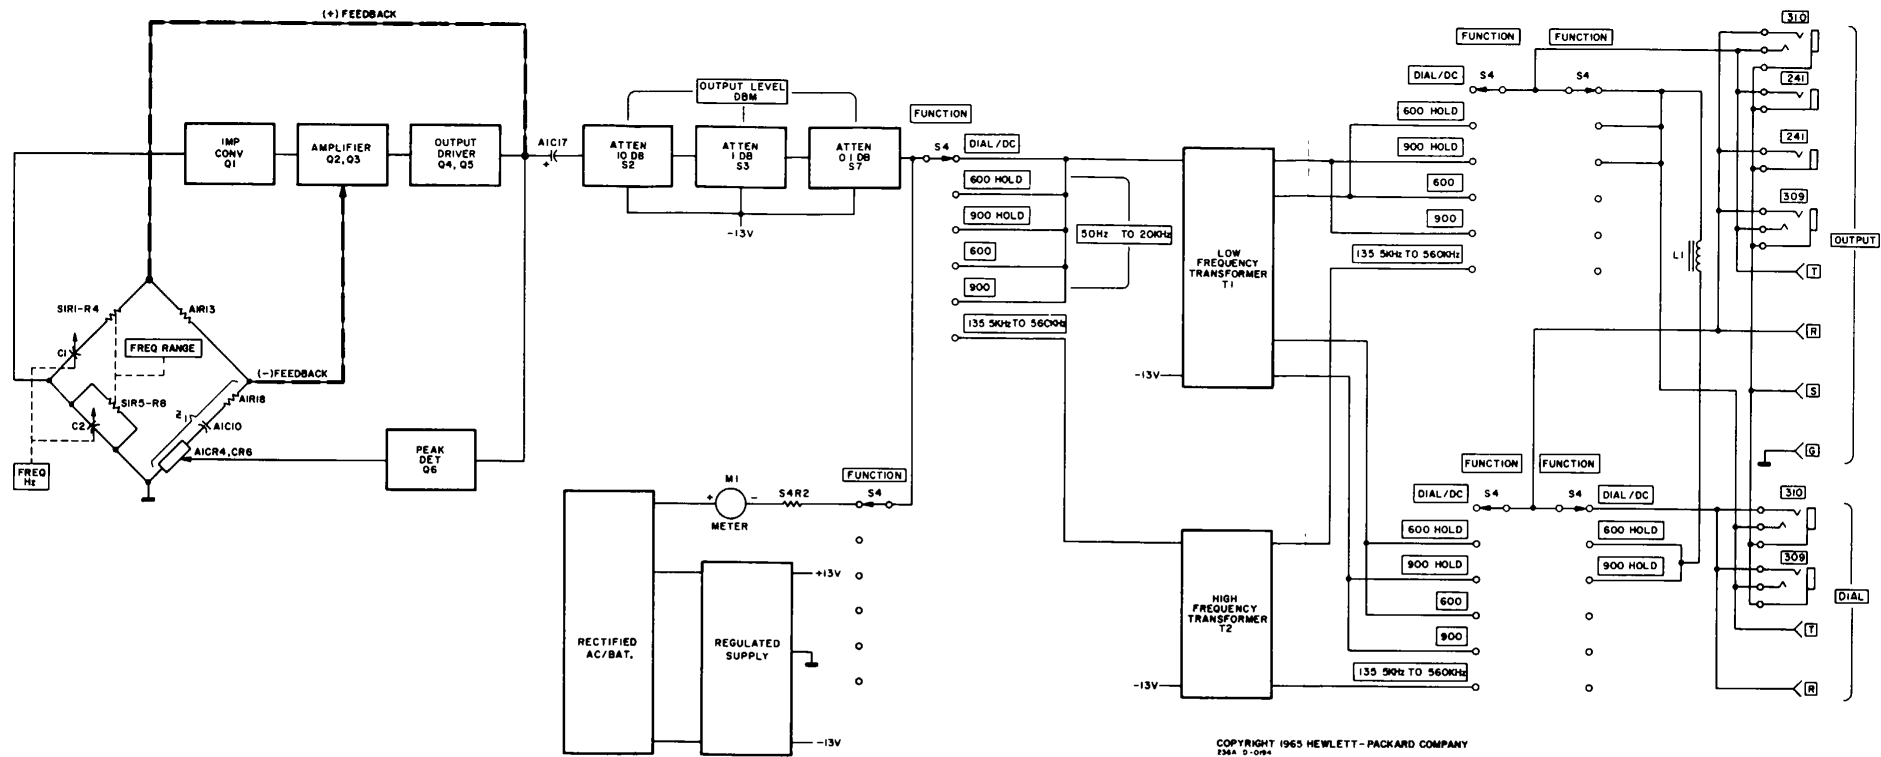 (+) FEEDBACK
IMP
CONV
Q1
AMPLIFIER
Q2, Q3
OUTPUT
DRIVER
Q4, Q5
A1C17
+
OUTPUT LEVEL
DBM
ATTEN
10 DB
S2
ATTEN
1 DB
S3
ATTEN
0.1 DB
S7
-13V
FUNCTION
S4
DIAL/DC
600 HOLD
900 HOLD
600
900
135.5KHz TO 560KHz
50Hz TO 20KHz
S1R1-R4
A1R13
C1
FREQ RANGE
(-)FEEDBACK
S1R5-R8
C2
Z1
A1R18
A1C10
A1CR4, CR6
FREQ
Hz
PEAK
DET
Q6
FUNCTION
S4
M1
+
-
METER
S4R2
RECTIFIED
AC/BAT.
REGULATED
SUPPLY
+13V
-13V
LOW
FREQUENCY
TRANSFORMER
T1
-13V
HIGH
FREQUENCY
TRANSFORMER
T2
-13V
FUNCTION
FUNCTION
DIAL/DC
S4
S4
600 HOLD
900 HOLD
600
900
135.5KHz TO 560KHz
L1
FUNCTION
FUNCTION
DIAL/DC
S4
S4
DIAL/DC
600 HOLD
900 HOLD
600
900
135.5KHz TO 560KHz
600 HOLD
900 HOLD
310
241
241
309
T
R
S
G
OUTPUT
310
309
T
R
DIAL
COPYRIGHT 1965 HEWLETT-PACKARD COMPANY
236A D-0194